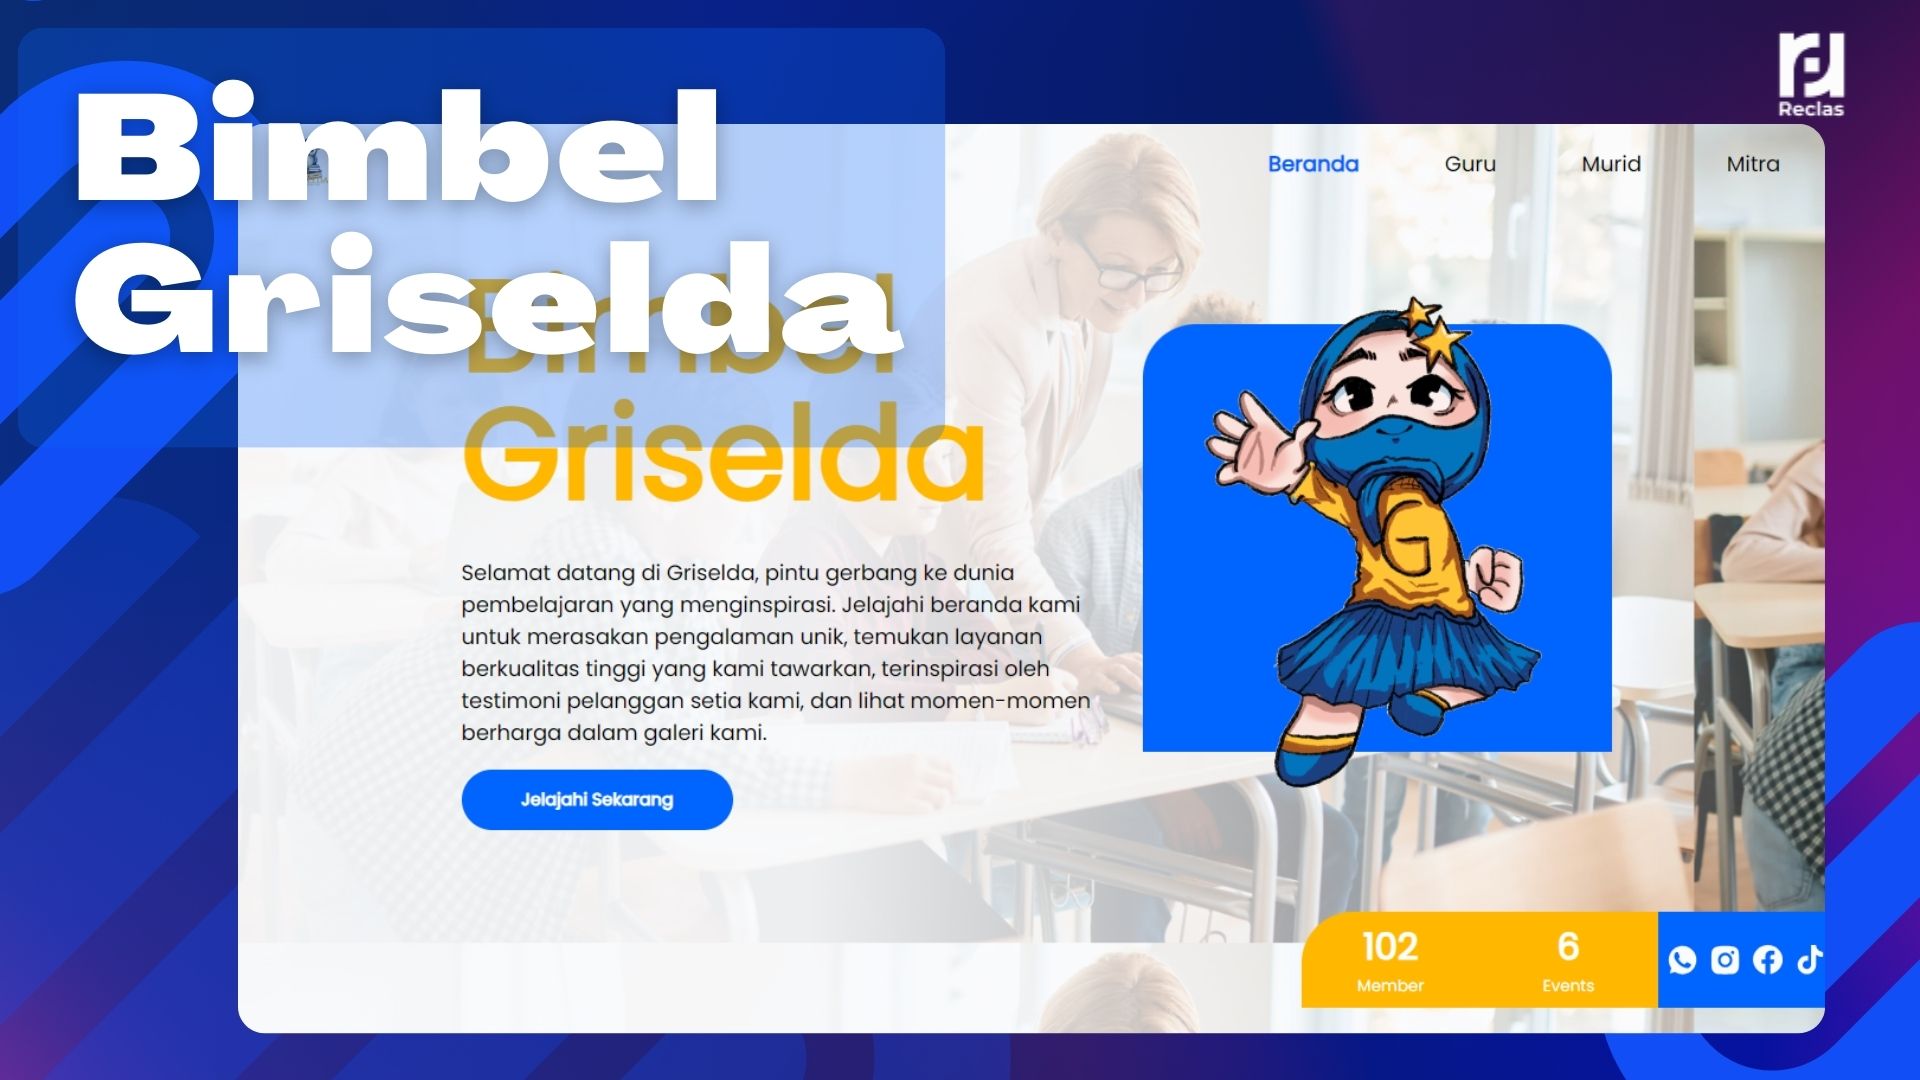 Reclas
Bimbel
Griselda
Beranda Guru Murid Mitra
Bimbel
Griselda
Selamat datang di Griselda, pintu gerbang ke dunia
pembelajaran yang menginspirasi. Jelajahi beranda kami
untuk merasakan pengalaman unik, temukan layanan
berkualitas tinggi yang kami tawarkan, terinspirasi oleh
testimoni pelanggan setia kami, dan lihat momen-momen
berharga dalam galeri kami.
Jelajahi Sekarang
G
102 6
Member Events